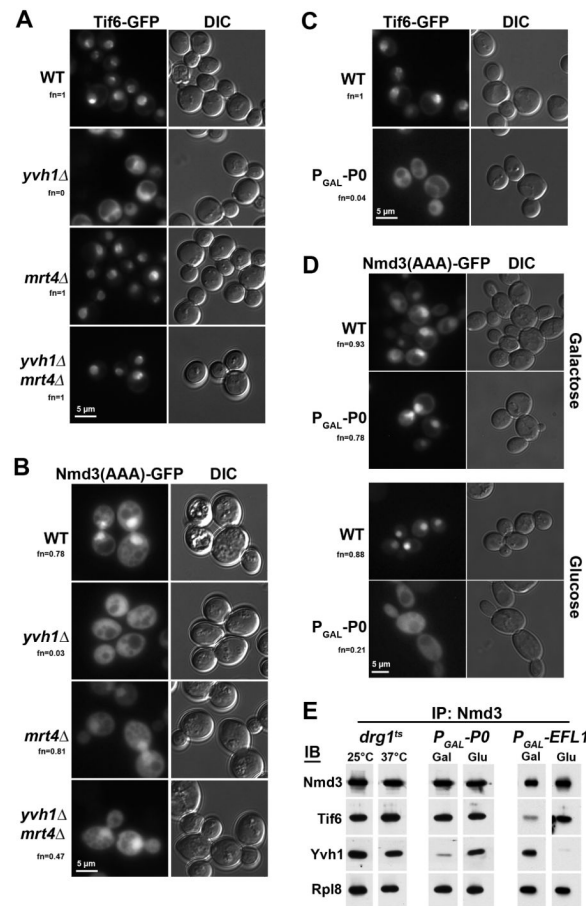 A
Tif6-GFP DIC
WT
fn=1
yvh1Δ
fn=0
mrt4Δ
fn=1
yvh1Δ
mrt4Δ
fn=1
5 µm
B
Nmd3(AAA)-GFP DIC
WT
fn=0.78
yvh1Δ
fn=0.03
mrt4Δ
fn=0.81
yvh1Δ
mrt4Δ
fn=0.47
5 µm
C
Tif6-GFP DIC
WT
fn=1
PGAL-P0
fn=0.04
5 µm
D
Nmd3(AAA)-GFP DIC
WT
fn=0.93
PGAL-P0
fn=0.78
Galactose
WT
fn=0.88
PGAL-P0
fn=0.21
5 µm
Glucose
E
IP: Nmd3
drg1ts PGAL-P0 PGAL-EFL1
IB 25°C 37°C Gal Glu Gal Glu
Nmd3
Tif6
Yvh1
Rpl8